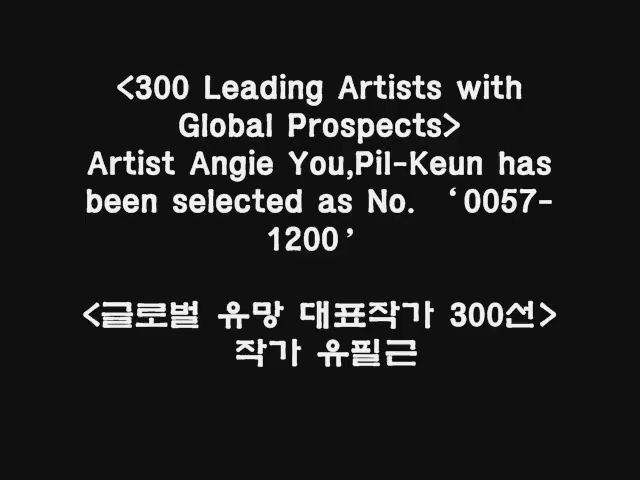 <300 Leading Artists with
Global Prospects>
Artist Angie You,Pil-Keun has
been selected as No. ‘0057-
1200’
<글로벌 유망 대표작가 300선>
작가 유필근